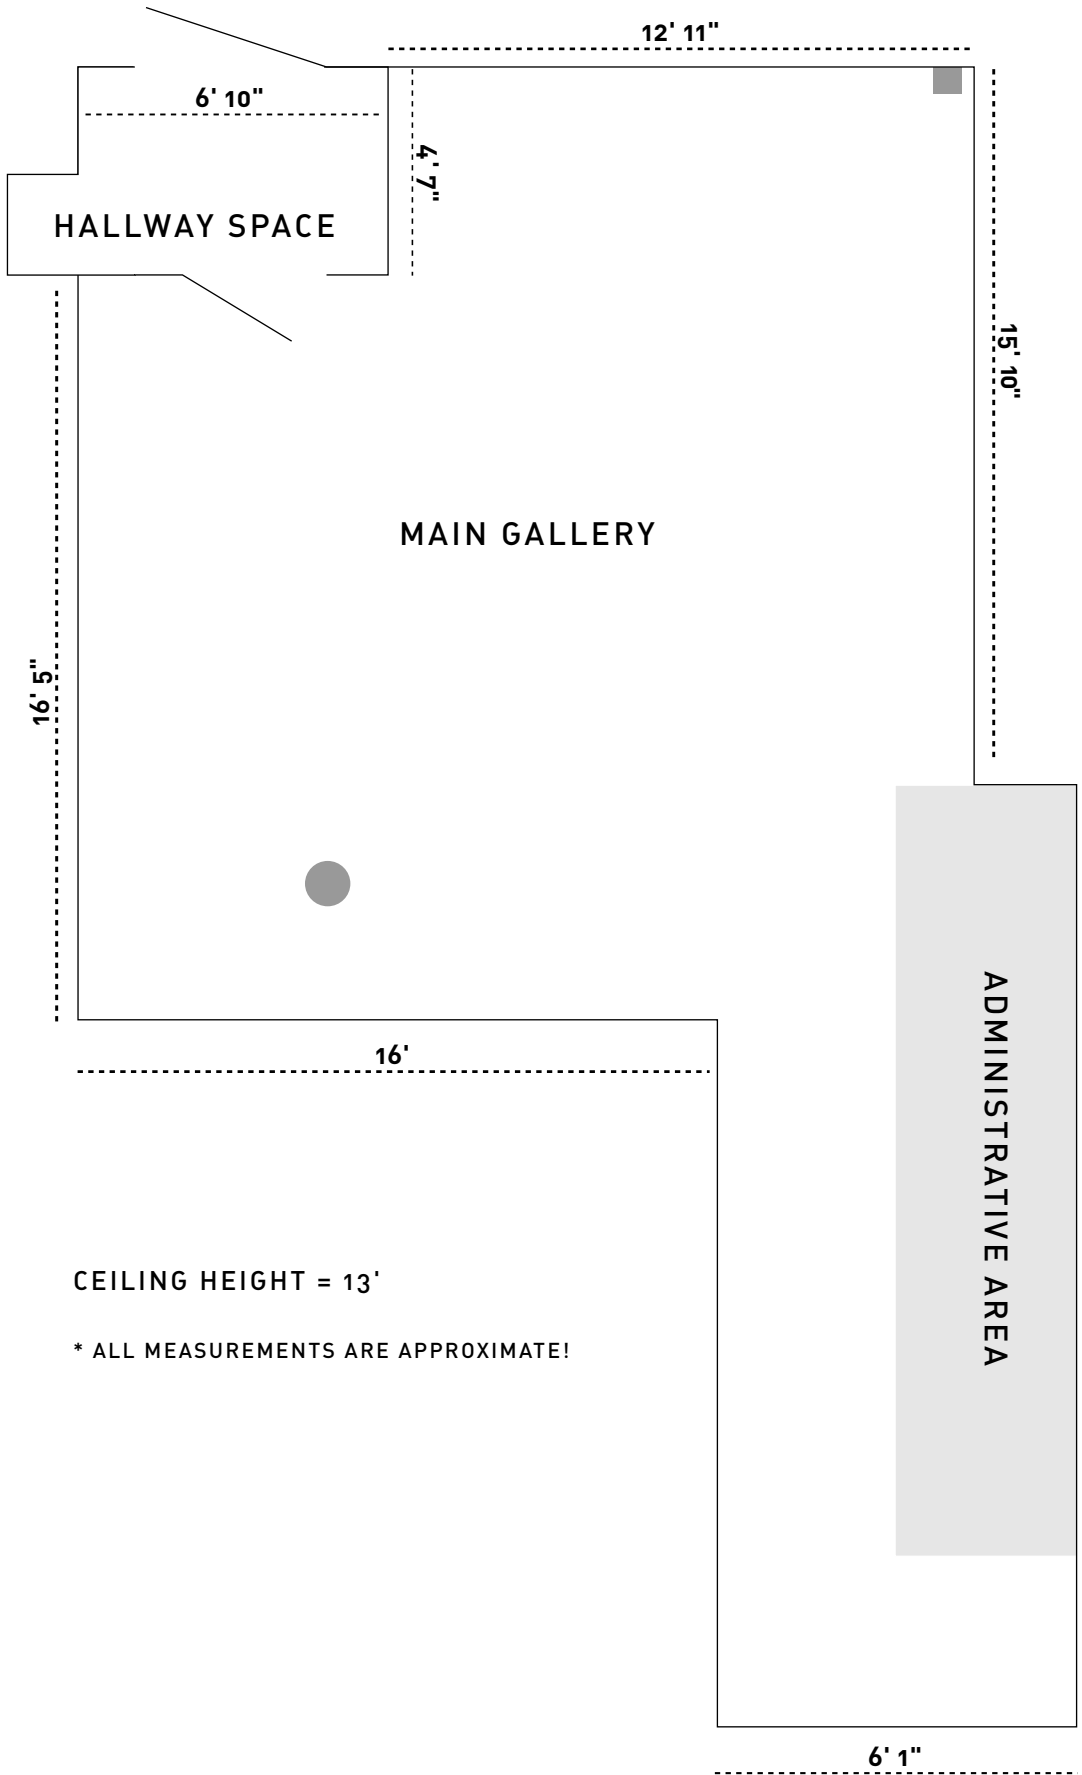 12' 11"
6' 10"
4' 7"
HALLWAY SPACE
15' 10"
MAIN GALLERY
16' 5"
16'
ADMINISTRATIVE AREA
CEILING HEIGHT = 13'
* ALL MEASUREMENTS ARE APPROXIMATE!
6' 1"